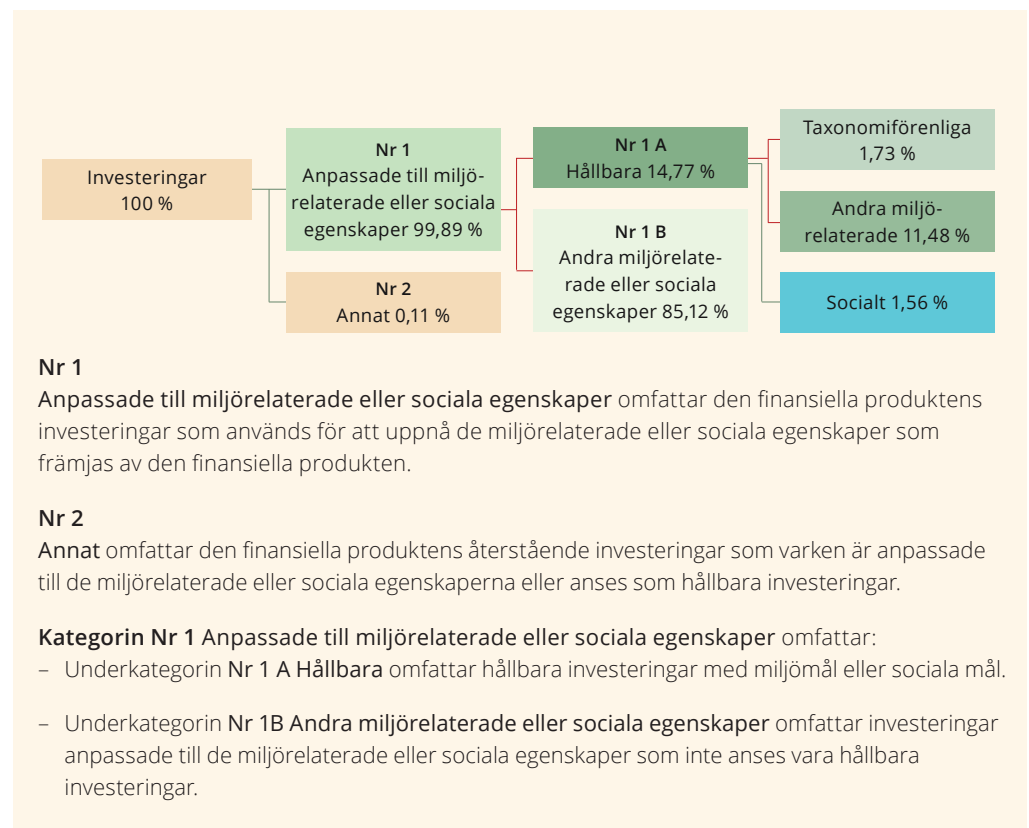 Investeringar
100 %
Nr 1
Anpassade till miljö-
relaterade eller sociala
egenskaper 99,89 %
Nr 2
Annat 0,11 %
Nr 1 A
Hållbara 14,77 %
Nr 1 B
Andra miljörelate-
rade eller sociala
egenskaper 85,12 %
Taxonomiförenliga
1,73 %
Andra miljö-
relaterade 11,48 %
Socialt 1,56 %
Nr 1
Anpassade till miljörelaterade eller sociala egenskaper omfattar den finansiella produktens
investeringar som används för att uppnå de miljörelaterade eller sociala egenskaper som
främjas av den finansiella produkten.
Nr 2
Annat omfattar den finansiella produktens återstående investeringar som varken är anpassade
till de miljörelaterade eller sociala egenskaperna eller anses som hållbara investeringar.
Kategorin Nr 1 Anpassade till miljörelaterade eller sociala egenskaper omfattar:
– Underkategorin Nr 1 A Hållbara omfattar hållbara investeringar med miljömål eller sociala mål.
– Underkategorin Nr 1B Andra miljörelaterade eller sociala egenskaper omfattar investeringar
anpassade till de miljörelaterade eller sociala egenskaper som inte anses vara hållbara
investeringar.